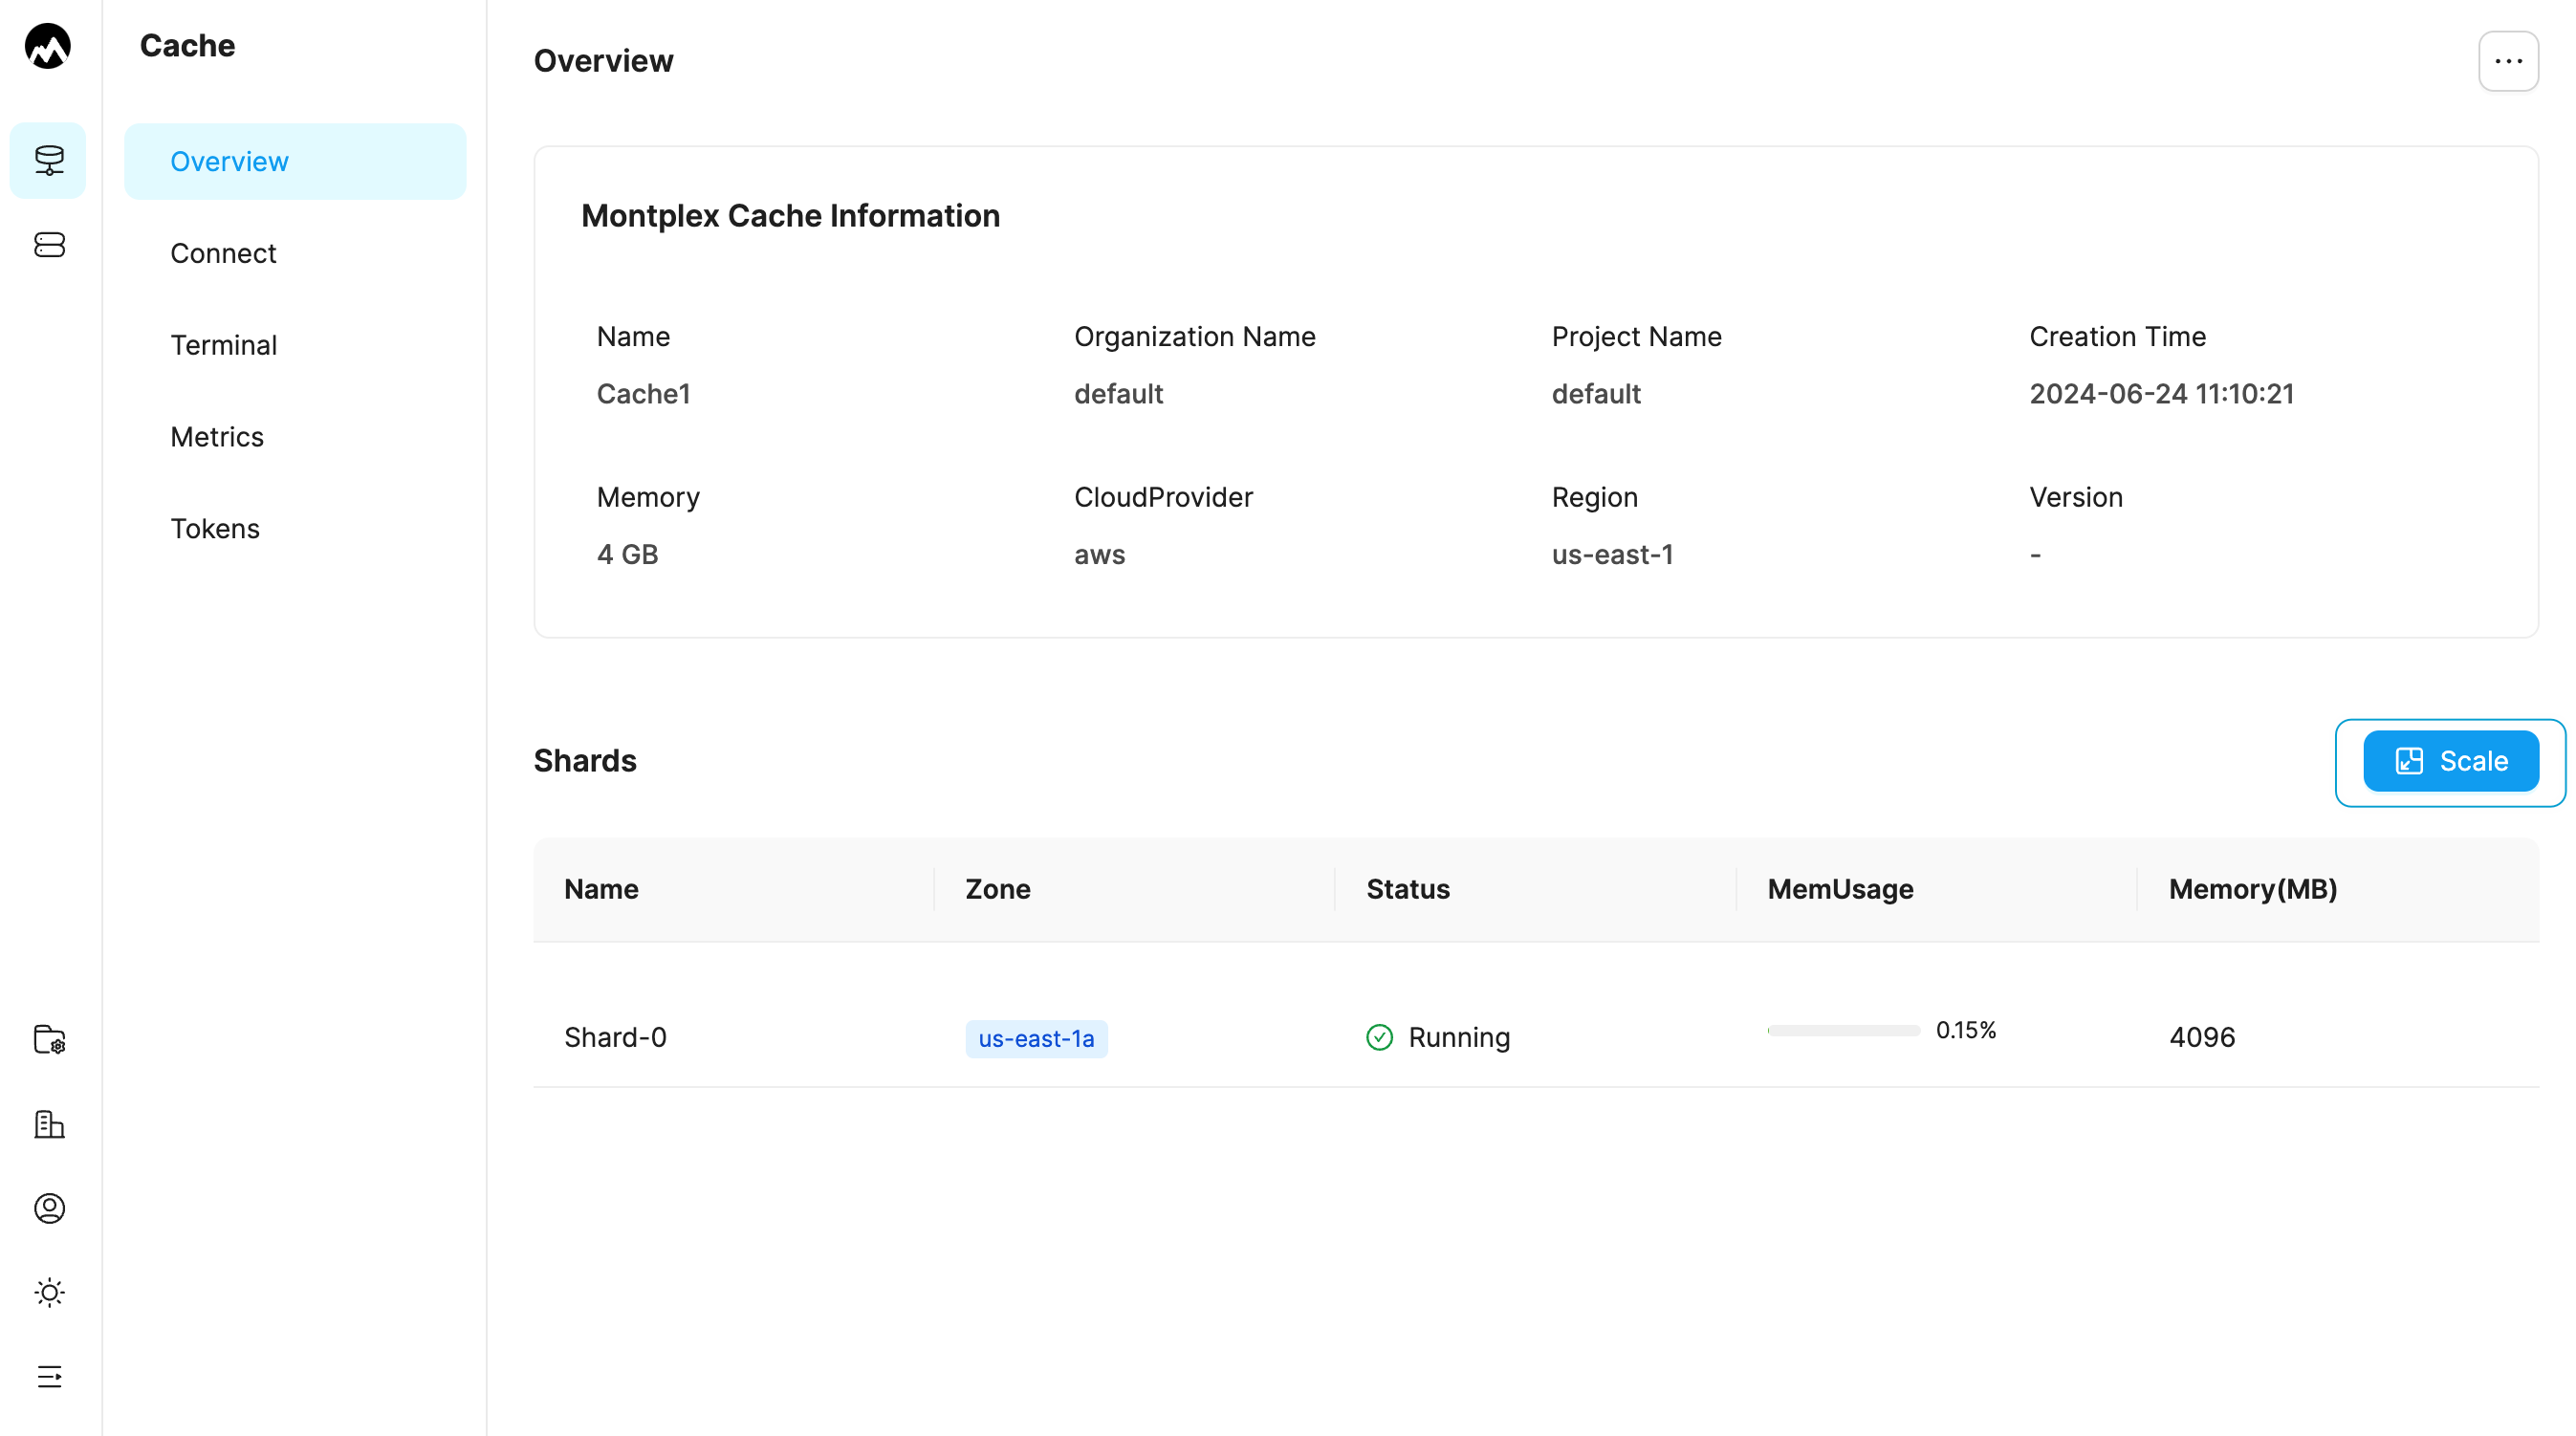 Cache
Overview
Connect
Terminal
Metrics
Tokens
Overview
Montplex Cache Information
Name Organization Name Project Name Creation Time
Cache1 default default 2024-06-24 11:10:21
Memory CloudProvider Region Version
4 GB aws us-east-1 -
Shards
Scale
Name Zone Status MemUsage Memory(MB)
Shard-0 us-east-1a Running 0.15% 4096